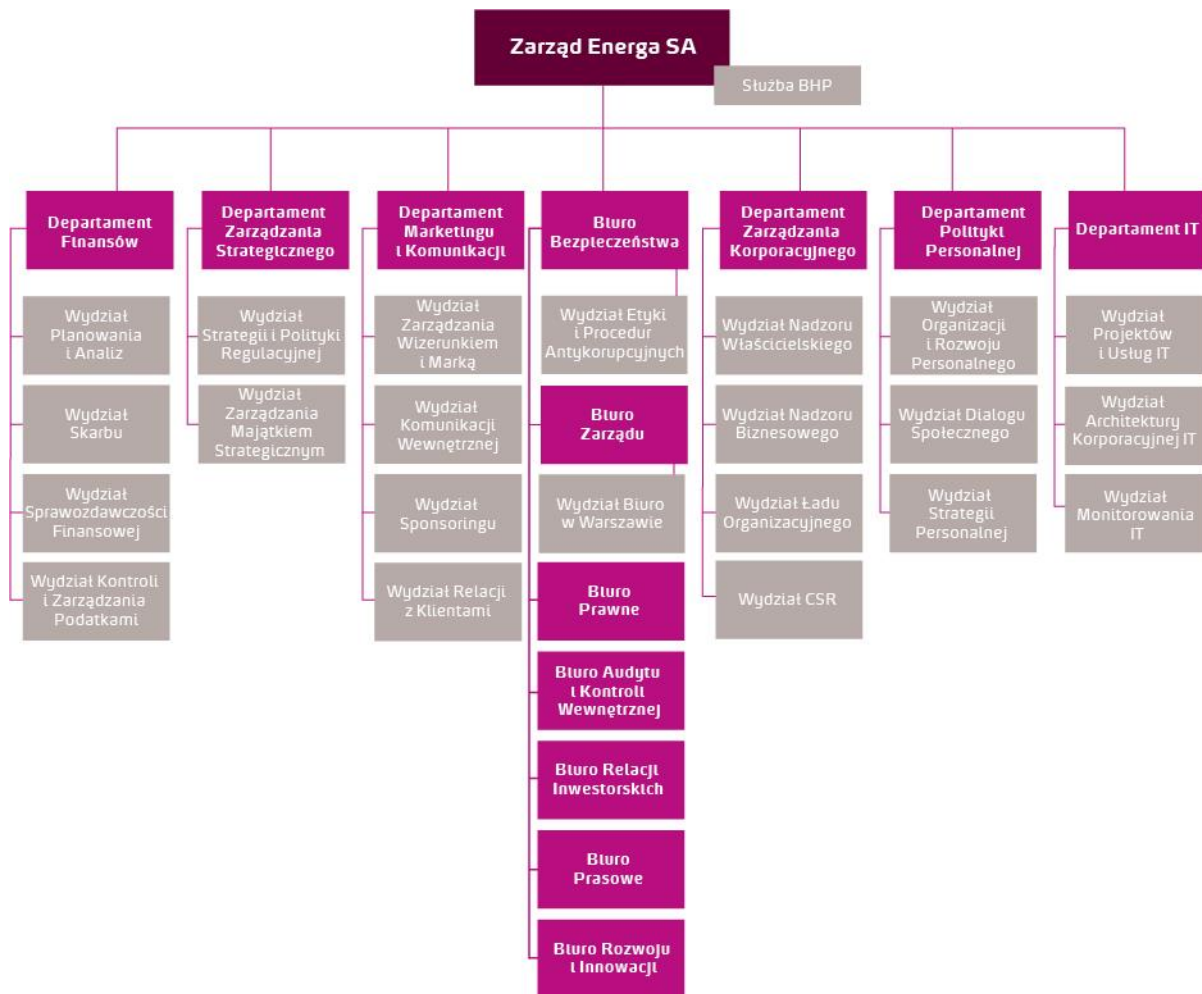 Zarząd Energa SA
Służba BHP
Departament
Finansów
Wydział
Planowania
i Analiz
Wydział
Skarbu
Wydział
Sprawozdawczości
Finansowej
Wydział Kontroli
i Zarządzania
Podatkami
Departament
Zarządzania
Strategicznego
Wydział
Strategii i Polityki
Regulacyjnej
Wydział
Zarządzania
Majątkiem
Strategicznym
Departament
Marketingu
i Komunikacji
Wydział
Zarządzania
Wizerunkiem
i Marką
Wydział
Komunikacji
Wewnętrznej
Wydział
Sponsoringu
Wydział Relacji
z Klientami
Biuro
Bezpieczeństwa
Wydział Etyki
i Procedur
Antykorupcyjnych
Biuro
Zarządu
Wydział Biuro
w Warszawie
Biuro
Prawne
Biuro Audytu
i Kontroli
Wewnętrznej
Biuro Relacji
Inwestorskich
Biuro
Prasowe
Biuro Rozwoju
i Innowacji
Departament
Zarządzania
Korporacyjnego
Wydział Nadzoru
Właścicielskiego
Wydział Nadzoru
Biznesowego
Wydział Ładu
Organizacyjnego
Wydział CSR
Departament
Polityki
Personalnej
Wydział
Organizacji
i Rozwoju
Personalnego
Wydział Dialogu
Społecznego
Wydział
Strategii
Personalnej
Departament IT
Wydział
Projektów
i Usług IT
Wydział
Architektury
Korporacyjnej IT
Wydział
Monitorowania
IT